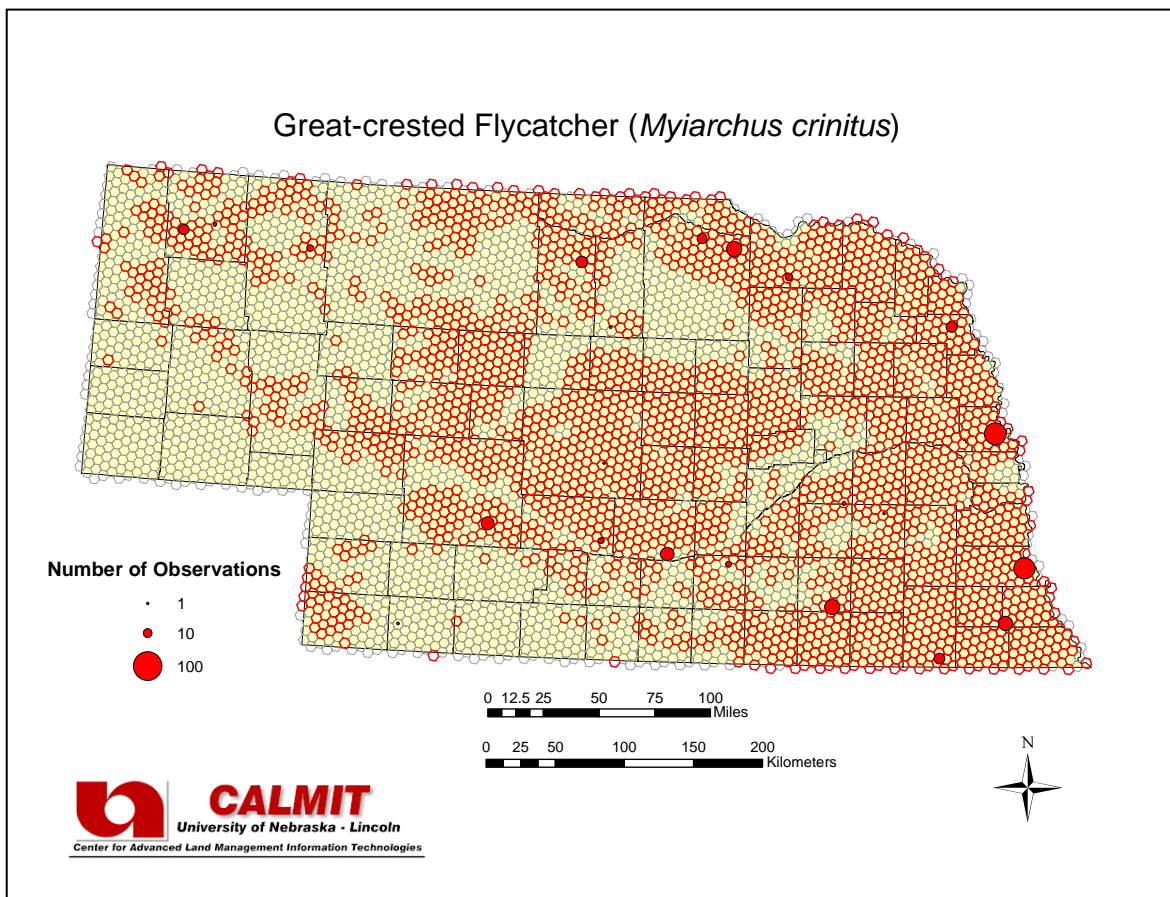 Great-crested Flycatcher (Myiarchus crinitus)
Number of Observations
1
10
100
0 12.5 25 50 75 100
Miles
0 25 50 100 150 200
Kilometers
N
CALMIT
University of Nebraska - Lincoln
Center for Advanced Land Management Information Technologies